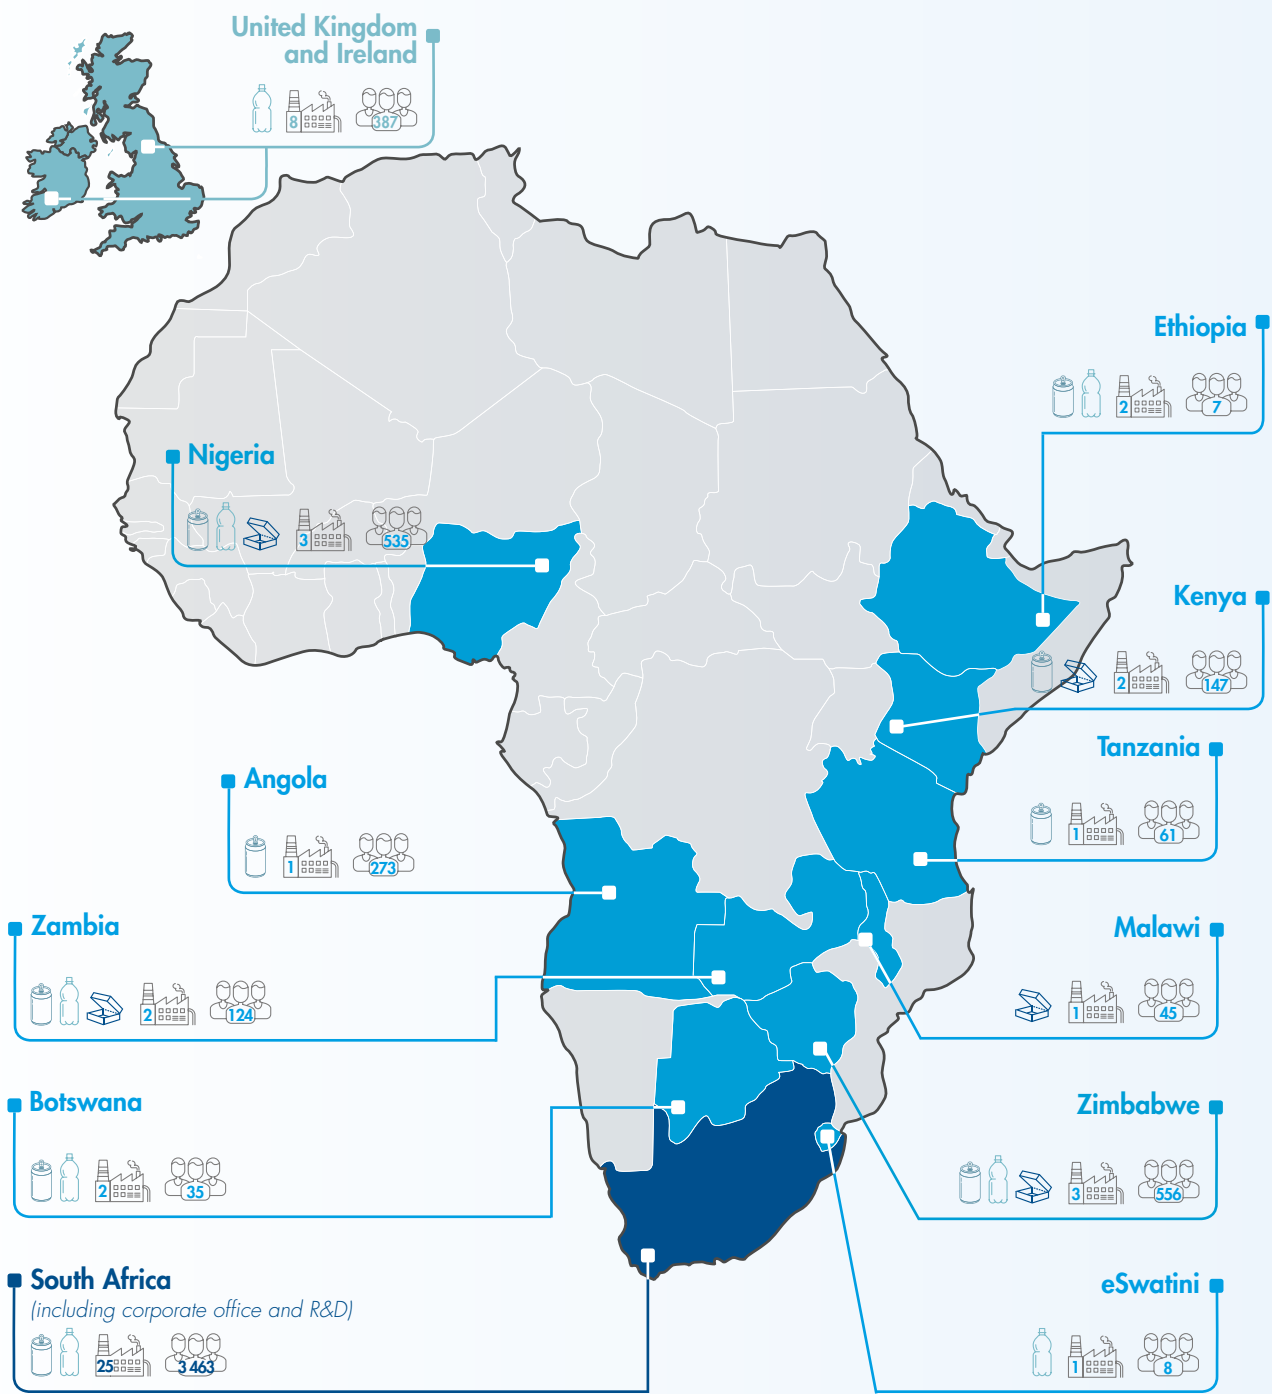 United Kingdom
and Ireland
8
387
Ethiopia
2
7
Nigeria
3
535
Kenya
2
147
Tanzania
1
61
Angola
1
273
Zambia
2
124
Malawi
1
45
Botswana
2
35
Zimbabwe
3
556
South Africa
(including corporate office and R&D)
25
3 463
eSwatini
1
8